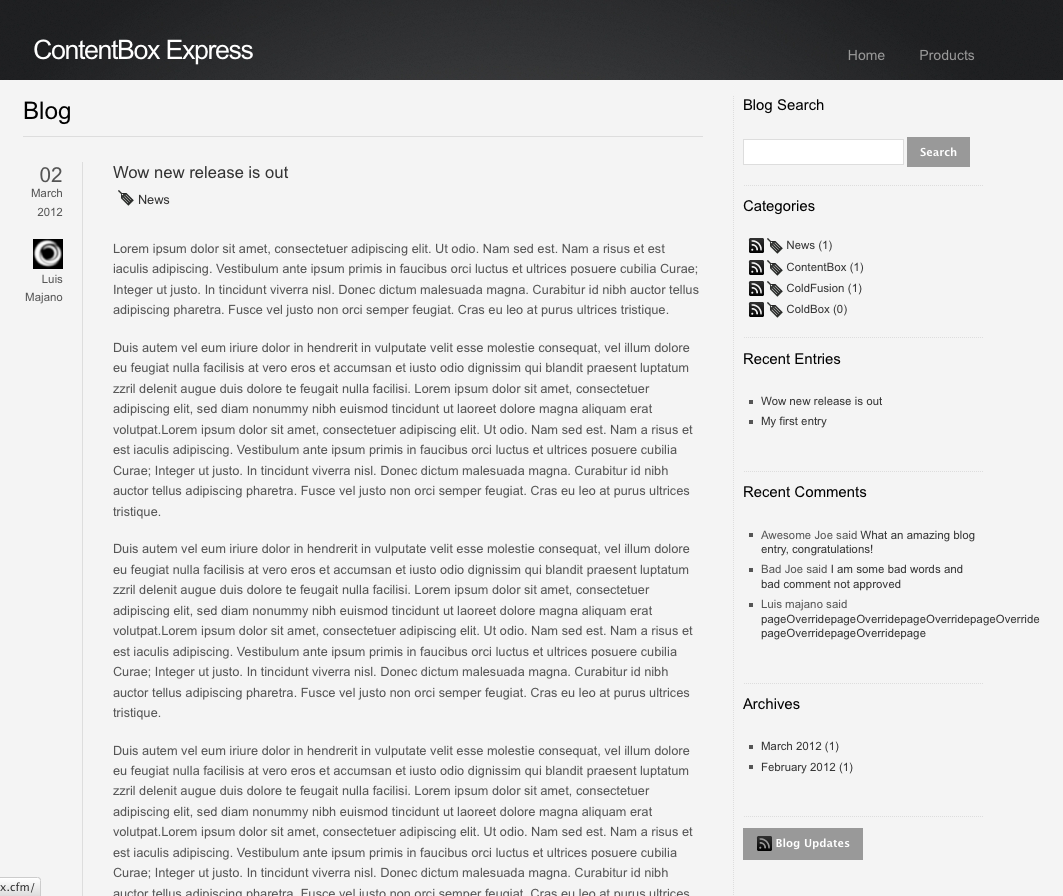 ContentBox Express
Home
Products
Blog
02
March
2012
Luis
Majano
Wow new release is out
News
Lorem ipsum dolor sit amet, consectetuer adipiscing elit. Ut odio. Nam sed est. Nam a risus et est
iaculis adipiscing. Vestibulum ante ipsum primis in faucibus orci luctus et ultrices posuere cubilia Curae;
Integer ut justo. In tincidunt viverra nisl. Donec dictum malesuada magna. Curabitur id nibh auctor tellus
adipiscing pharetra. Fusce vel justo non orci semper feugiat. Cras eu leo at purus ultrices tristique.
Duis autem vel eum iriure dolor in hendrerit in vulputate velit esse molestie consequat, vel illum dolore
eu feugiat nulla facilisis at vero eros et accumsan et iusto odio dignissim qui blandit praesent luptatum
zzril delenit augue duis dolore te feugait nulla facilisi. Lorem ipsum dolor sit amet, consectetuer
adipiscing elit, sed diam nonummy nibh euismod tincidunt ut laoreet dolore magna aliquam erat
volutpat.Lorem ipsum dolor sit amet, consectetuer adipiscing elit. Ut odio. Nam sed est. Nam a risus et
est iaculis adipiscing. Vestibulum ante ipsum primis in faucibus orci luctus et ultrices posuere cubilia
Curae; Integer ut justo. In tincidunt viverra nisl. Donec dictum malesuada magna. Curabitur id nibh
auctor tellus adipiscing pharetra. Fusce vel justo non orci semper feugiat. Cras eu leo at purus ultrices
tristique.
Duis autem vel eum iriure dolor in hendrerit in vulputate velit esse molestie consequat, vel illum dolore
eu feugiat nulla facilisis at vero eros et accumsan et iusto odio dignissim qui blandit praesent luptatum
zzril delenit augue duis dolore te feugait nulla facilisi. Lorem ipsum dolor sit amet, consectetuer
adipiscing elit, sed diam nonummy nibh euismod tincidunt ut laoreet dolore magna aliquam erat
volutpat.Lorem ipsum dolor sit amet, consectetuer adipiscing elit. Ut odio. Nam sed est. Nam a risus et
est iaculis adipiscing. Vestibulum ante ipsum primis in faucibus orci luctus et ultrices posuere cubilia
Curae; Integer ut justo. In tincidunt viverra nisl. Donec dictum malesuada magna. Curabitur id nibh
auctor tellus adipiscing pharetra. Fusce vel justo non orci semper feugiat. Cras eu leo at purus ultrices
tristique.
Duis autem vel eum iriure dolor in hendrerit in vulputate velit esse molestie consequat, vel illum dolore
eu feugiat nulla facilisis at vero eros et accumsan et iusto odio dignissim qui blandit praesent luptatum
zzril delenit augue duis dolore te feugait nulla facilisi. Lorem ipsum dolor sit amet, consectetuer
adipiscing elit, sed diam nonummy nibh euismod tincidunt ut laoreet dolore magna aliquam erat
volutpat.Lorem ipsum dolor sit amet, consectetuer adipiscing elit. Ut odio. Nam sed est. Nam a risus et
est iaculis adipiscing. Vestibulum ante ipsum primis in faucibus orci luctus et ultrices posuere cubilia
Curae; Integer ut justo. In tincidunt viverra nisl. Donec dictum malesuada magna. Curabitur id nibh
auctor tellus adipiscing pharetra. Fusce vel justo non orci semper feugiat. Cras eu leo at purus ultrices
x.cfm/
Blog Search
Search
Categories
News (1)
ContentBox (1)
ColdFusion (1)
ColdBox (0)
Recent Entries
Wow new release is out
My first entry
Recent Comments
Awesome Joe said What an amazing blog
entry, congratulations!
Bad Joe said I am some bad words and
bad comment not approved
Luis majano said
pageOverridepageOverridepageOverridepageOverride
pageOverridepageOverridepage
Archives
March 2012 (1)
February 2012 (1)
Blog Updates